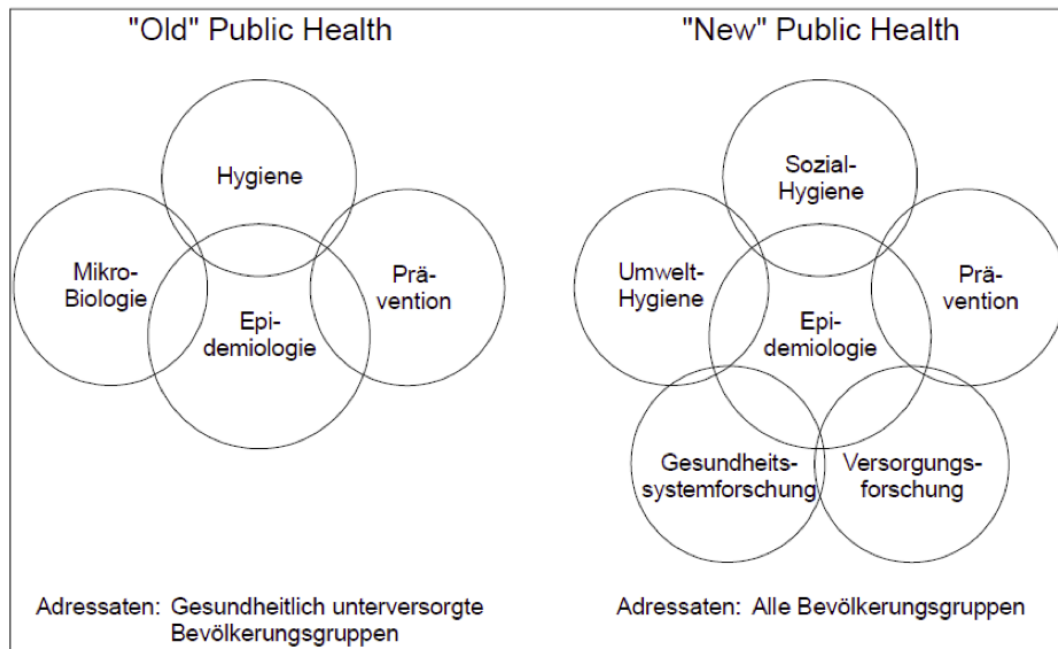 "Old" Public Health
Hygiene
Mikro-
Biologie
Prä-
vention
Epi-
demiologie
Adressaten: Gesundheitlich unterversorgte
Bevölkerungsgruppen
"New" Public Health
Sozial-
Hygiene
Umwelt-
Hygiene
Prä-
vention
Epi-
demiologie
Gesundheits-
systemforschung
Versorgungs-
forschung
Adressaten: Alle Bevölkerungsgruppen